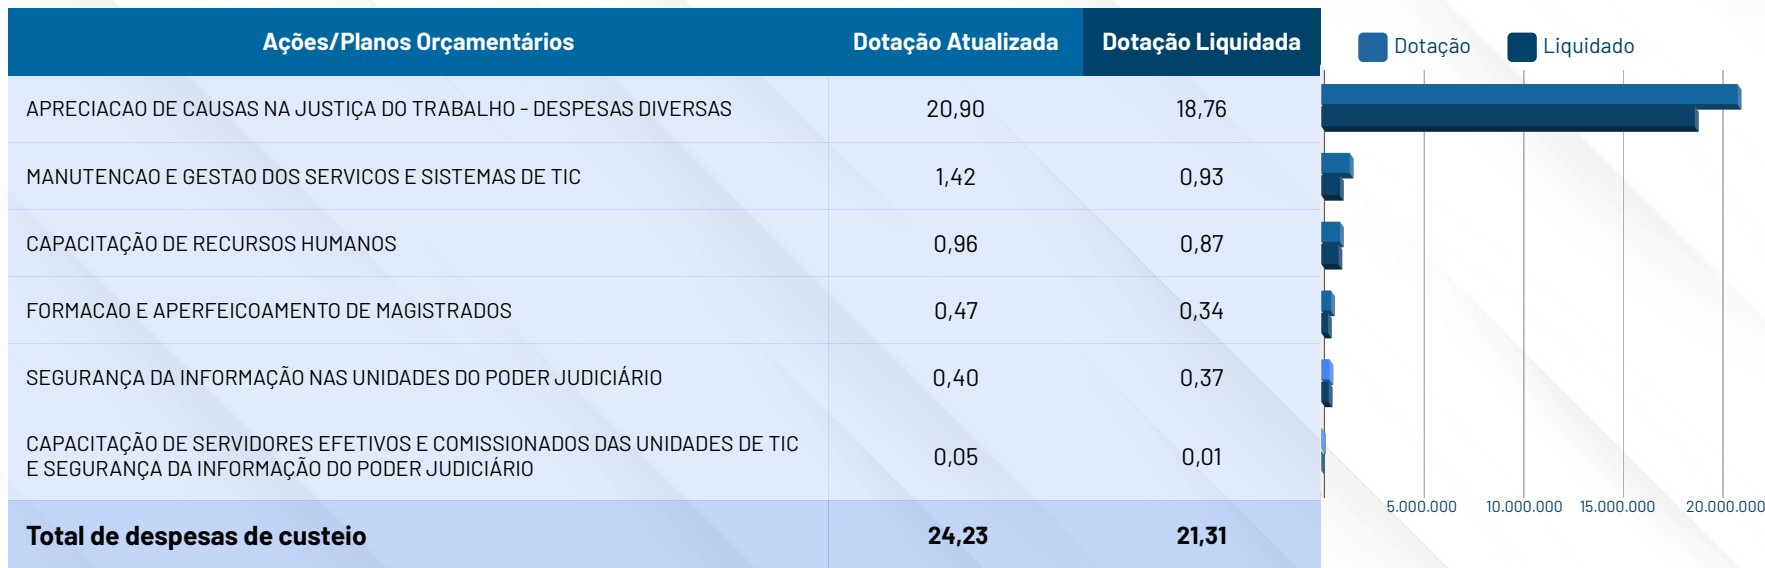 Ações/Planos Orçamentários Dotação Atualizada Dotação Liquidada
Dotação Liquidado
APRECIACAO DE CAUSAS NA JUSTIÇA DO TRABALHO - DESPESAS DIVERSAS 20,90 18,76
MANUTENCAO E GESTAO DOS SERVICOS E SISTEMAS DE TIC 1,42 0,93
CAPACITAÇÃO DE RECURSOS HUMANOS 0,96 0,87
FORMACAO E APERFEICOAMENTO DE MAGISTRADOS 0,47 0,34
SEGURANÇA DA INFORMAÇÃO NAS UNIDADES DO PODER JUDICIÁRIO 0,40 0,37
CAPACITAÇÃO DE SERVIDORES EFETIVOS E COMISSIONADOS DAS UNIDADES DE TIC
E SEGURANÇA DA INFORMAÇÃO DO PODER JUDICIÁRIO 0,05 0,01
Total de despesas de custeio 24,23 21,31
5.000.000 10.000.000 15.000.000 20.000.000